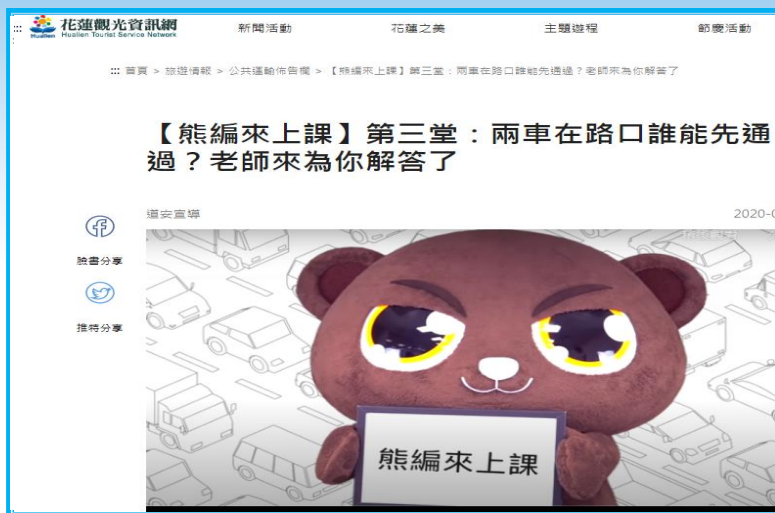 :::
花蓮觀光資訊網
Hualien Tourist Service Network
Hualien
新聞活動
花蓮之美
主題遊程
節慶活動
::: 首頁 > 旅遊情報 > 公共運輸佈告欄 > 【熊編來上課】第三堂：兩車在路口誰能先通過？老師來為你解答了
【熊編來上課】第三堂：兩車在路口誰能先通
過？老師來為你解答了
道安宣導
2020-0
臉書分享
推特分享
熊編來上課